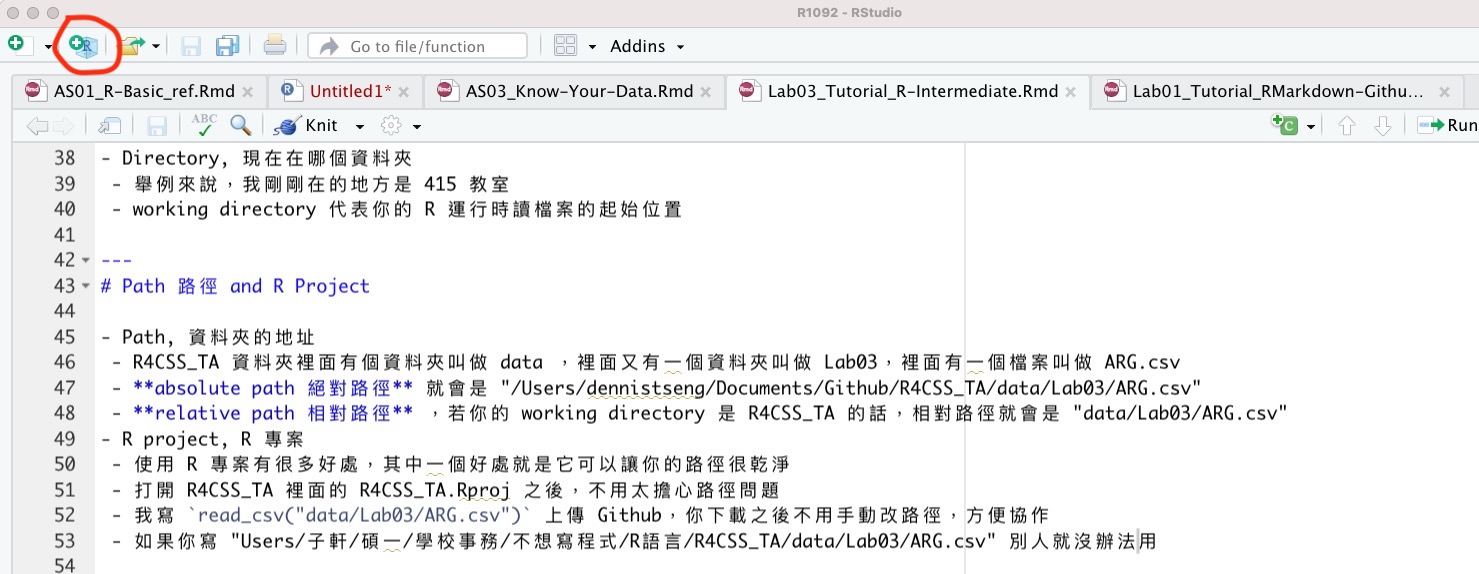 R1092 - RStudio
Go to file/function
Addins
AS01_R-Basic_ref.Rmd
Untitled1*
AS03_Know-Your-Data.Rmd
Lab03_Tutorial_R-Intermediate.Rmd
Lab01_Tutorial_RMarkdown-Githu...
ABC
Knit
Run
38 - Directory, 現在在哪個資料夾
39 - 舉例來說，我剛剛在的地方是 415 教室
40 - working directory 代表你的 R 運行時讀檔案的起始位置
41
42 ---
43 # Path 路徑 and R Project
44
45 - Path, 資料夾的地址
46 - R4CSS_TA 資料夾裡面有個資料夾叫做 data ，裡面又有一個資料夾叫做 Lab03，裡面有一個檔案叫做 ARG.csv
47 - **absolute path 絕對路徑** 就會是 "/Users/dennistseng/Documents/Github/R4CSS_TA/data/Lab03/ARG.csv"
48 - **relative path 相對路徑** ，若你的 working directory 是 R4CSS_TA 的話，相對路徑就會是 "data/Lab03/ARG.csv"
49 - R project, R 專案
50 - 使用 R 專案有很多好處，其中一個好處就是它可以讓你的路徑很乾淨
51 - 打開 R4CSS_TA 裡面的 R4CSS_TA.Rproj 之後，不用太擔心路徑問題
52 - 我寫 `read_csv("data/Lab03/ARG.csv")` 上傳 Github，你下載之後不用手動改路徑，方便協作
53 - 如果你寫 "Users/子軒/碩一/學校事務/不想寫程式/R語言/R4CSS_TA/data/Lab03/ARG.csv" 別人就沒辦法用
54